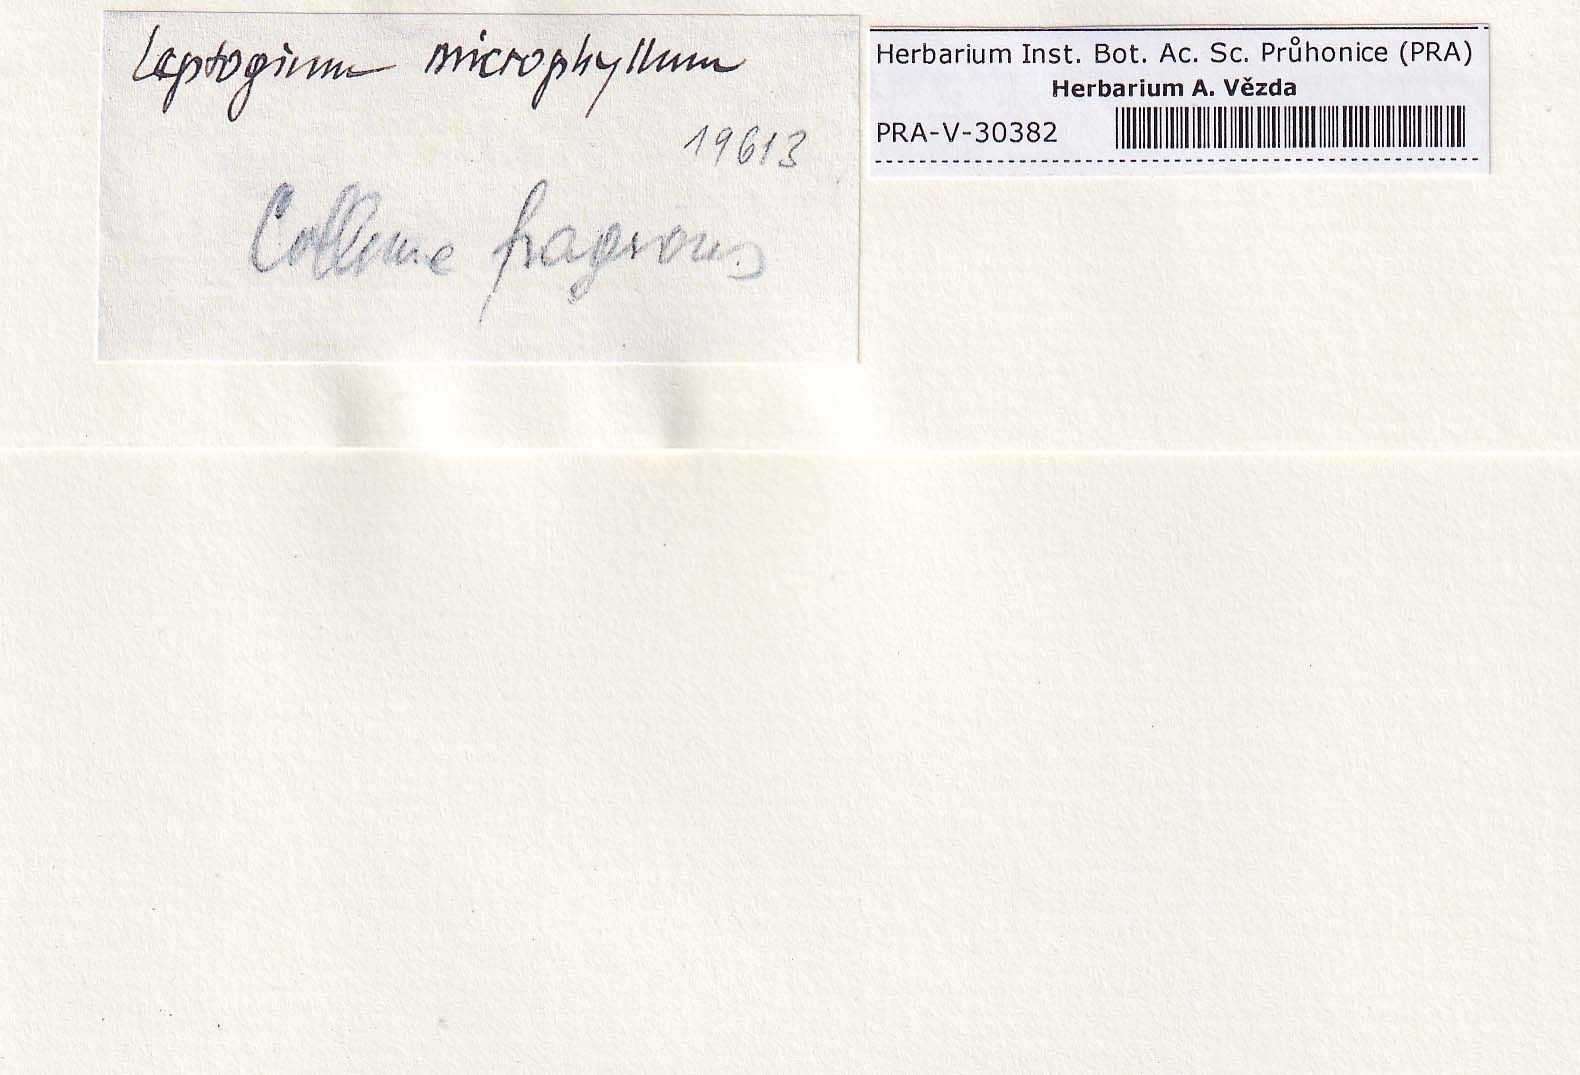 Leptogium microphyllum
19613
Collema fragrans
Herbarium Inst. Bot. Ac. Sc. Průhonice (PRA)
Herbarium A. Vězda
PRA-V-30382